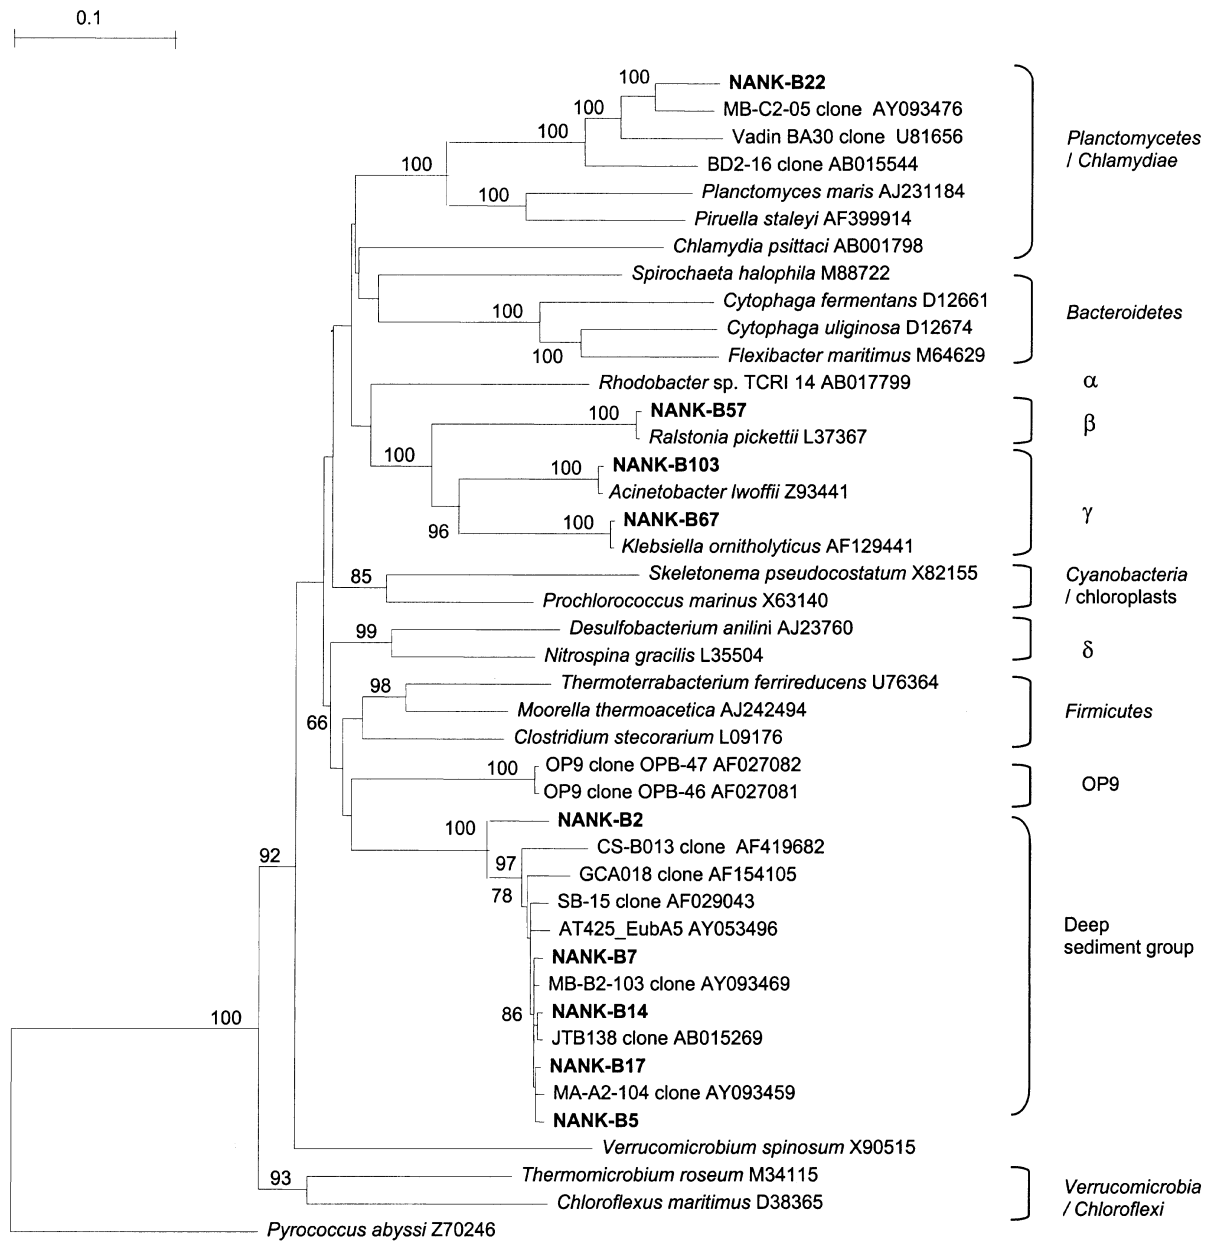 0.1
100 NANK-B22
100 MB-C2-05 clone AY093476
100 Vadin BA30 clone U81656
100 BD2-16 clone AB015544
Planctomycetes
/ Chlamydiae
100 Planctomyces maris AJ231184
Piruella staleyi AF399914
Chlamydia psittaci AB001798
Spirochaeta halophila M88722
100 Cytophaga fermentans D12661
Bacteroidetes
Cytophaga uliginosa D12674
100 Flexibacter maritimus M64629
Rhodobacter sp. TCRI 14 AB017799 α
100 NANK-B57
β
Ralstonia pickettii L37367
100
100 NANK-B103
Acinetobacter lwoffii Z93441
γ
96 100 NANK-B67
Klebsiella ornitholyticus AF129441
85 Skeletonema pseudocostatum X82155
Cyanobacteria
/ chloroplasts
Prochlorococcus marinus X63140
99 Desulfobacterium anilini AJ23760
δ
Nitrospina gracilis L35504
98 Thermoterrabacterium ferrireducens U76364
66 Moorella thermoacetica AJ242494
Firmicutes
Clostridium stecorarium L09176
100 OP9 clone OPB-47 AF027082
OP9
OP9 clone OPB-46 AF027081
100 NANK-B2
92 97 CS-B013 clone AF419682
78 GCA018 clone AF154105
SB-15 clone AF029043
AT425_EubA5 AY053496
Deep
sediment group
NANK-B7
MB-B2-103 clone AY093469
86 NANK-B14
100 JTB138 clone AB015269
NANK-B17
MA-A2-104 clone AY093459
NANK-B5
Verrucomicrobium spinosum X90515
93 Thermomicrobium roseum M34115
Verrucomicrobia
/ Chloroflexi
Chloroflexus maritimus D38365
Pyrococcus abyssi Z70246